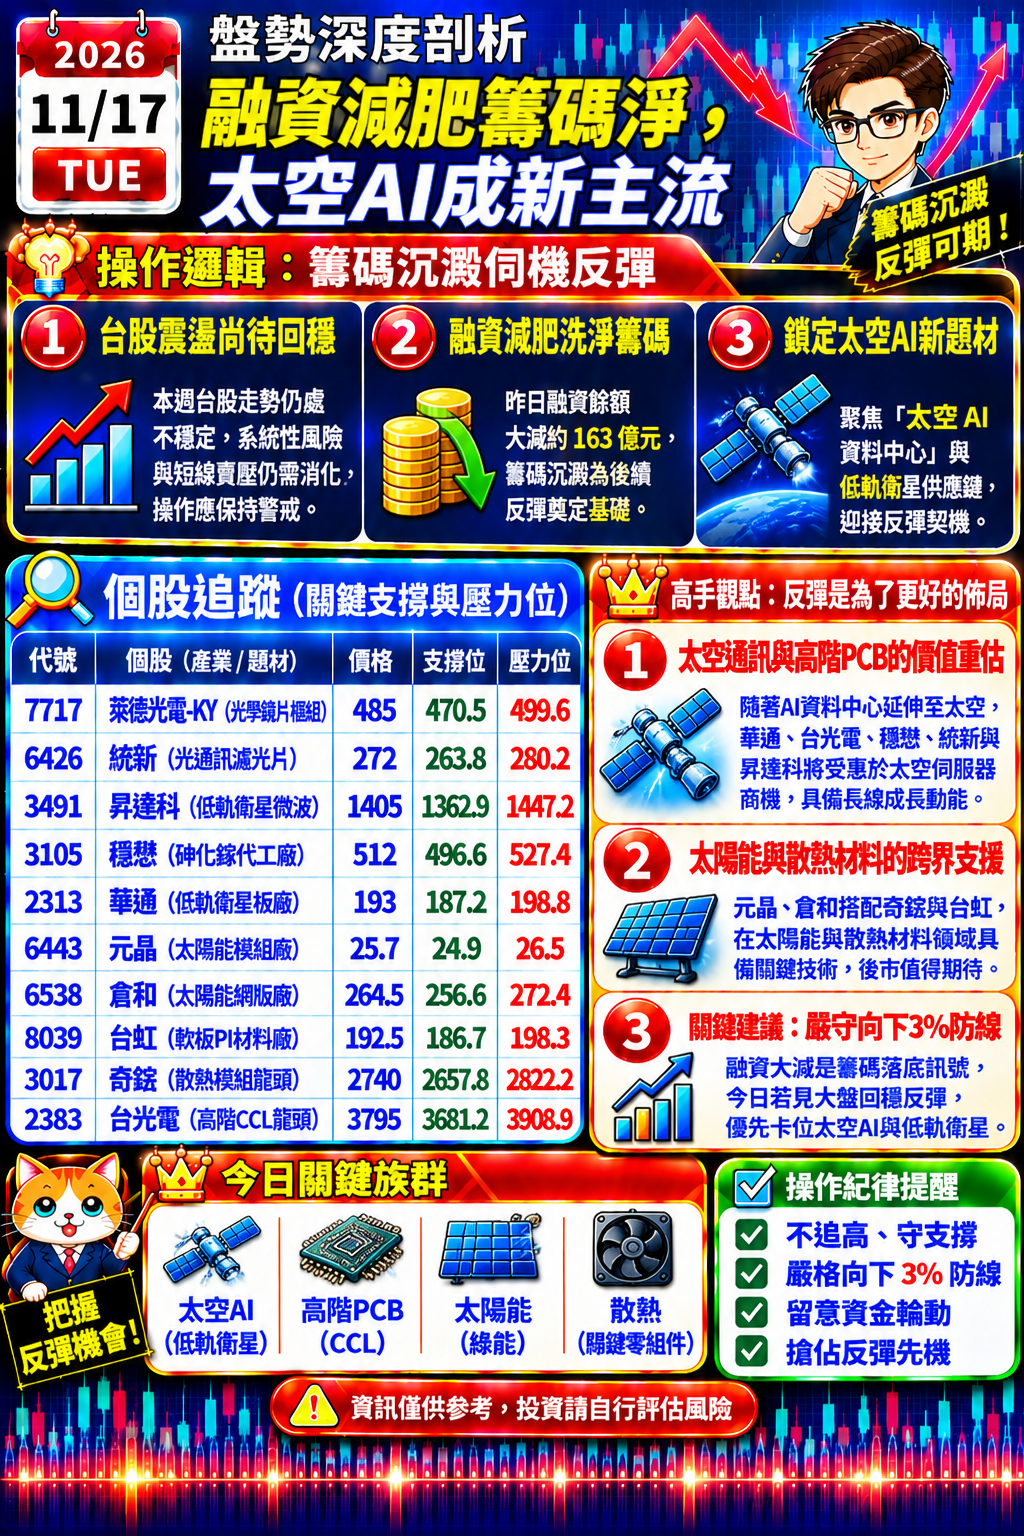 2026
11/17
TUE
盤勢深度剖析
融資減肥籌碼淨，
太空AI成新主流
籌碼沉澱
反彈可期！
操作邏輯：籌碼沉澱伺機反彈
1 台股震盪尚待回穩
本週台股走勢仍處
不穩定，系統性風險
與短線賣壓仍需消化，
操作應保持警戒。
2 融資減肥洗淨籌碼
昨日融資餘額
大減約 163 億元，
籌碼沉澱為後續
反彈奠定基礎。
3 鎖定太空AI新題材
聚焦「太空 AI
資料中心」與
低軌衛星供應鏈，
迎接反彈契機。
個股追蹤（關鍵支撐與壓力位）
代號 個股（產業/題材） 價格 支撐位 壓力位
7717 萊德光電-KY（光學鏡片模組） 485 470.5 499.6
6426 統新（光通訊濾光片） 272 263.8 280.2
3491 昇達科（低軌衛星微波） 1405 1362.9 1447.2
3105 穩懋（砷化鎵代工廠） 512 496.6 527.4
2313 華通（低軌衛星板廠） 193 187.2 198.8
6443 元晶（太陽能模組廠） 25.7 24.9 26.5
6538 倉和（太陽能網版廠） 264.5 256.6 272.4
8039 台虹（軟板PI材料廠） 192.5 186.7 198.3
3017 奇鋐（散熱模組龍頭） 2740 2657.8 2822.2
2383 台光電（高階CCL龍頭） 3795 3681.2 3908.9
高手觀點：反彈是為了更好的佈局
1 太空通訊與高階PCB的價值重估
隨著AI資料中心延伸至太空，
華通、台光電、穩懋、統新與
昇達科將受惠於太空伺服器
商機，具備長線成長動能。
2 太陽能與散熱材料的跨界支援
元晶、倉和搭配奇鋐與台虹，
在太陽能與散熱材料領域具
備關鍵技術，後市值得期待。
3 關鍵建議：嚴守向下3%防線
融資大減是籌碼落底訊號，
今日若見大盤回穩反彈，
優先卡位太空AI與低軌衛星。
把握
反彈機會！
今日關鍵族群
太空AI
（低軌衛星）
高階PCB
（CCL）
太陽能
（綠能）
散熱
（關鍵零組件）
操作紀律提醒
不追高、守支撐
嚴格向下 3% 防線
留意資金輪動
搶佔反彈先機
資訊僅供參考，投資請自行評估風險